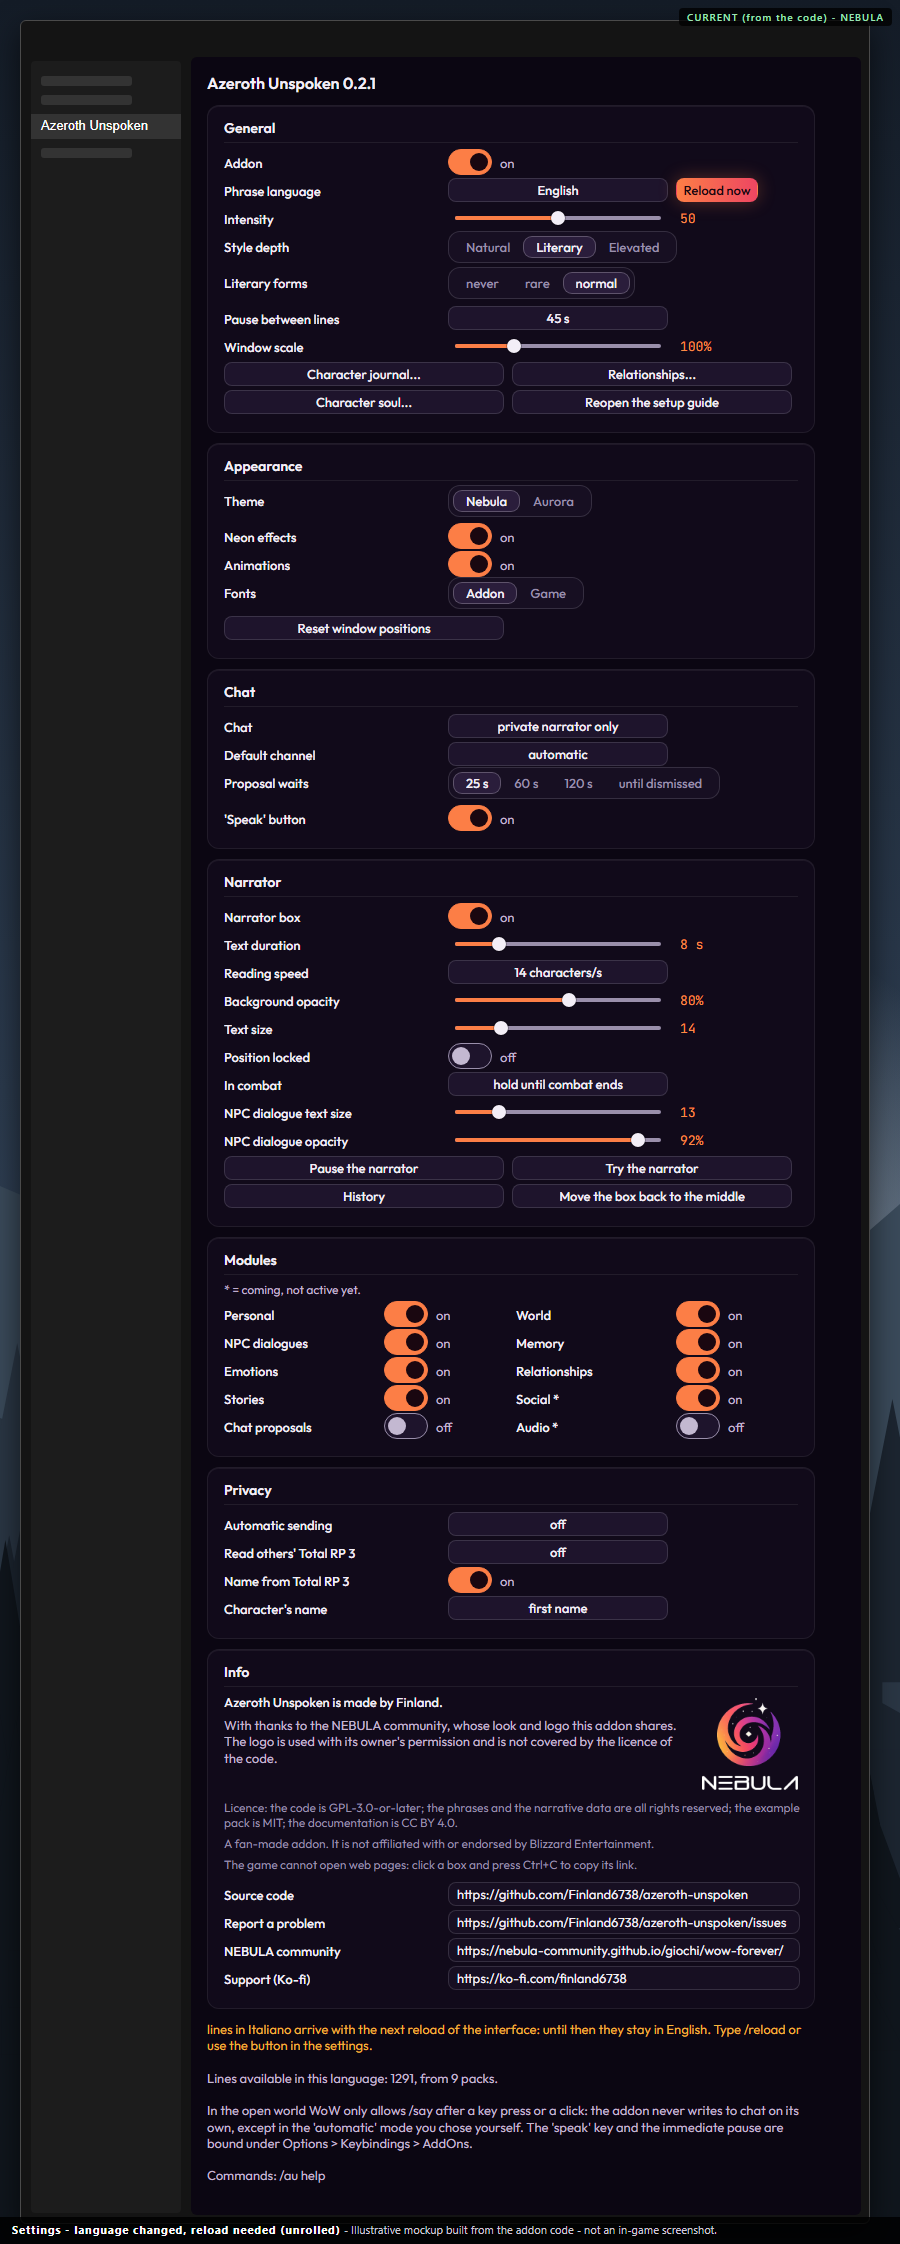 CURRENT (from the code) - NEBULA
Azeroth Unspoken
Azeroth Unspoken 0.2.1
General
Addon on
Phrase language English Reload now
Intensity 50
Style depth Natural Literary Elevated
Literary forms never rare normal
Pause between lines 45 s
Window scale 100%
Character journal... Relationships...
Character soul... Reopen the setup guide
Appearance
Theme Nebula Aurora
Neon effects on
Animations on
Fonts Addon Game
Reset window positions
Chat
Chat private narrator only
Default channel automatic
Proposal waits 25 s 60 s 120 s until dismissed
'Speak' button on
Narrator
Narrator box on
Text duration 8 s
Reading speed 14 characters/s
Background opacity 80%
Text size 14
Position locked off
In combat hold until combat ends
NPC dialogue text size 13
NPC dialogue opacity 92%
Pause the narrator Try the narrator
History Move the box back to the middle
Modules
* = coming, not active yet.
Personal on World on
NPC dialogues on Memory on
Emotions on Relationships on
Stories on Social * on
Chat proposals off Audio * off
Privacy
Automatic sending off
Read others' Total RP 3 off
Name from Total RP 3 on
Character's name first name
Info
Azeroth Unspoken is made by Finland.
With thanks to the NEBULA community, whose look and logo this addon shares.
The logo is used with its owner's permission and is not covered by the licence of
the code.
NEBULA
Licence: the code is GPL-3.0-or-later; the phrases and the narrative data are all rights reserved; the example
pack is MIT; the documentation is CC BY 4.0.
A fan-made addon. It is not affiliated with or endorsed by Blizzard Entertainment.
The game cannot open web pages: click a box and press Ctrl+C to copy its link.
Source code https://github.com/Finland6738/azeroth-unspoken
Report a problem https://github.com/Finland6738/azeroth-unspoken/issues
NEBULA community https://nebula-community.github.io/giochi/wow-forever/
Support (Ko-fi) https://ko-fi.com/finland6738
lines in Italiano arrive with the next reload of the interface: until then they stay in English. Type /reload or
use the button in the settings.
Lines available in this language: 1291, from 9 packs.
In the open world WoW only allows /say after a key press or a click: the addon never writes to chat on its
own, except in the 'automatic' mode you chose yourself. The 'speak' key and the immediate pause are
bound under Options > Keybindings > AddOns.
Commands: /au help
Settings - language changed, reload needed (unrolled) - Illustrative mockup built from the addon code - not an in-game screenshot.